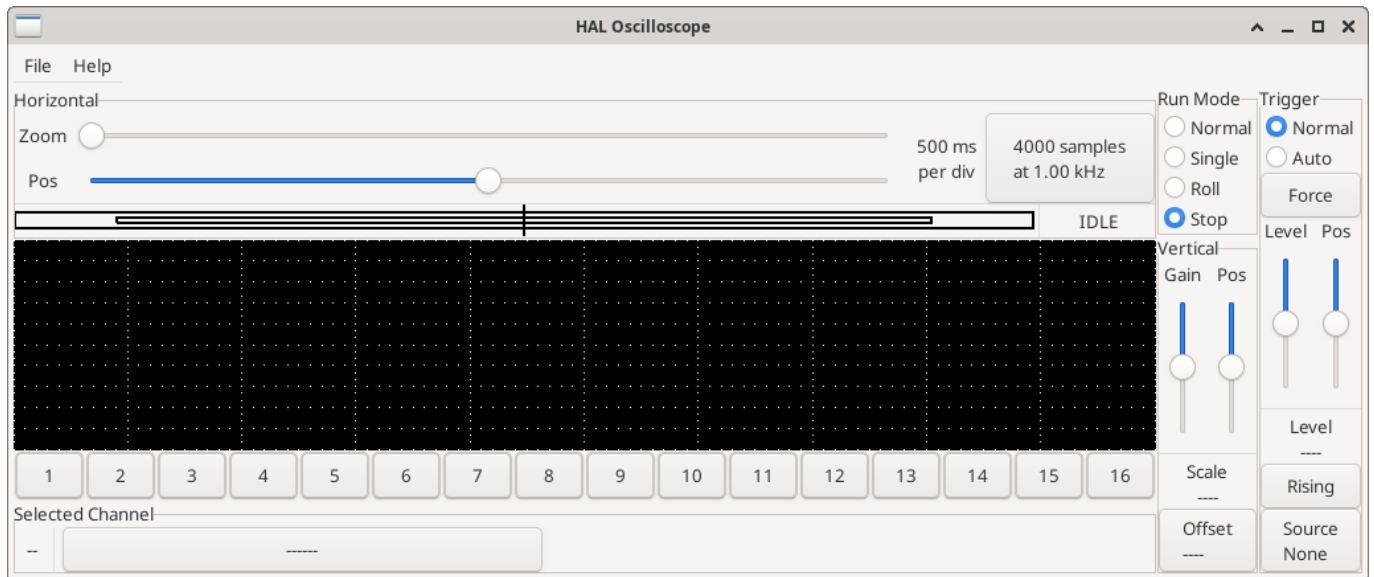 HAL Oscilloscope
File Help
Horizontal
Zoom
Pos
500 ms
per div
4000 samples
at 1.00 kHz
IDLE
Run Mode
Normal
Single
Roll
Stop
Trigger
Normal
Auto
Force
Level Pos
Level
----
Rising
Source
None
Vertical
Gain Pos
Scale
----
Offset
----
1 2 3 4 5 6 7 8 9 10 11 12 13 14 15 16
Selected Channel
-- ------